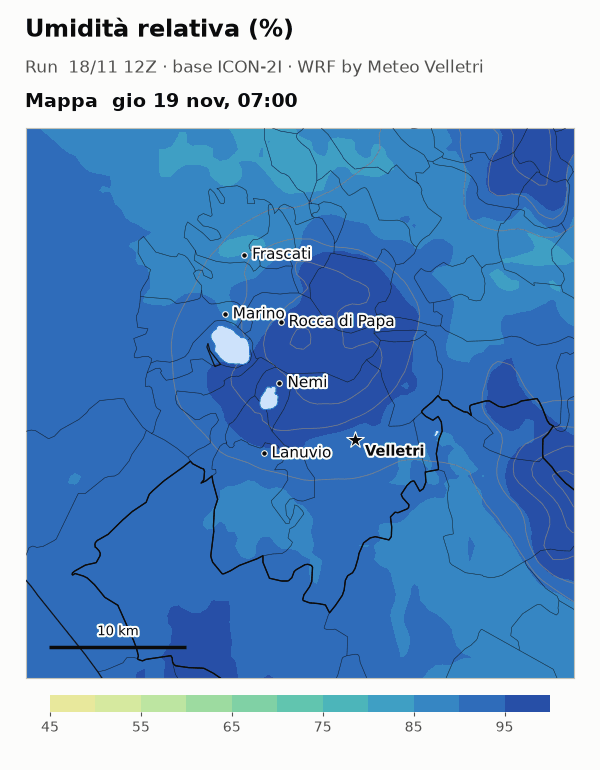 Umidità relativa (%)
Run  18/11 12Z · base ICON-2I · WRF by Meteo Velletri
Mappa  gio 19 nov, 07:00
Frascati
Marino
Rocca di Papa
Nemi
Velletri
Lanuvio
10 km
45 55 65 75 85 95